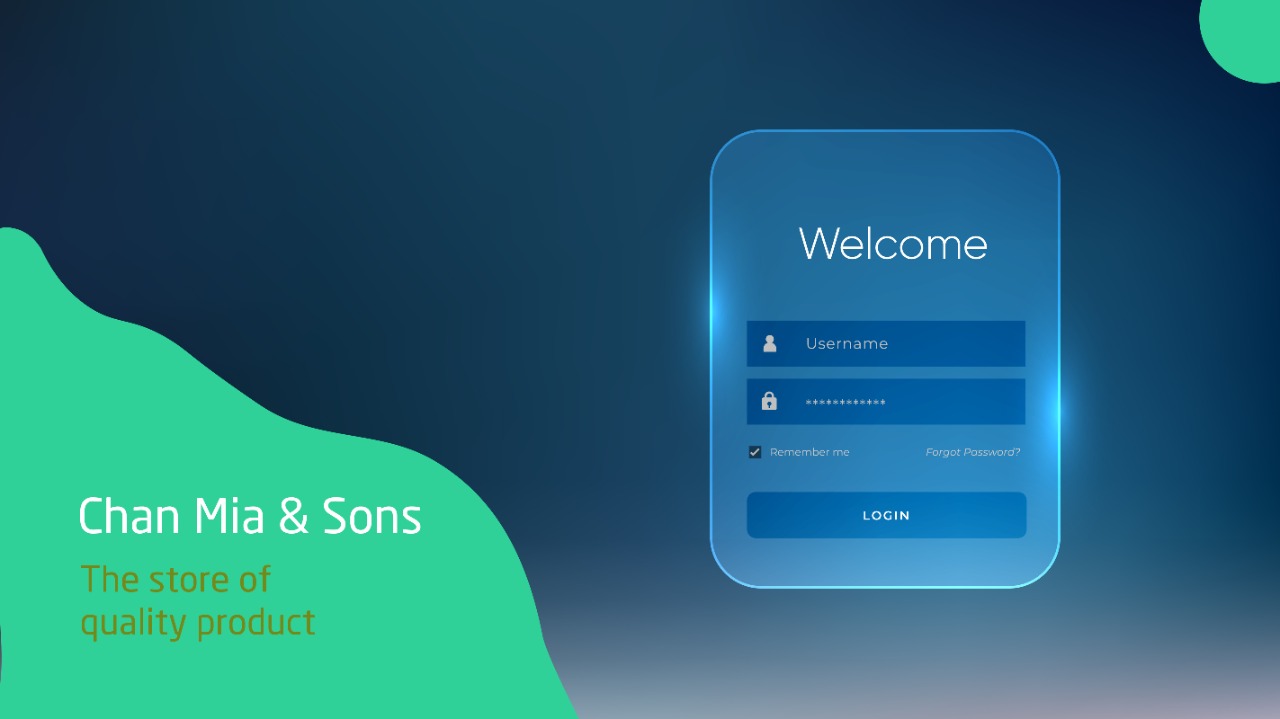 Welcome
Username
************
Remember me
Forgot Password?
LOGIN
Chan Mia & Sons
The store of
quality product